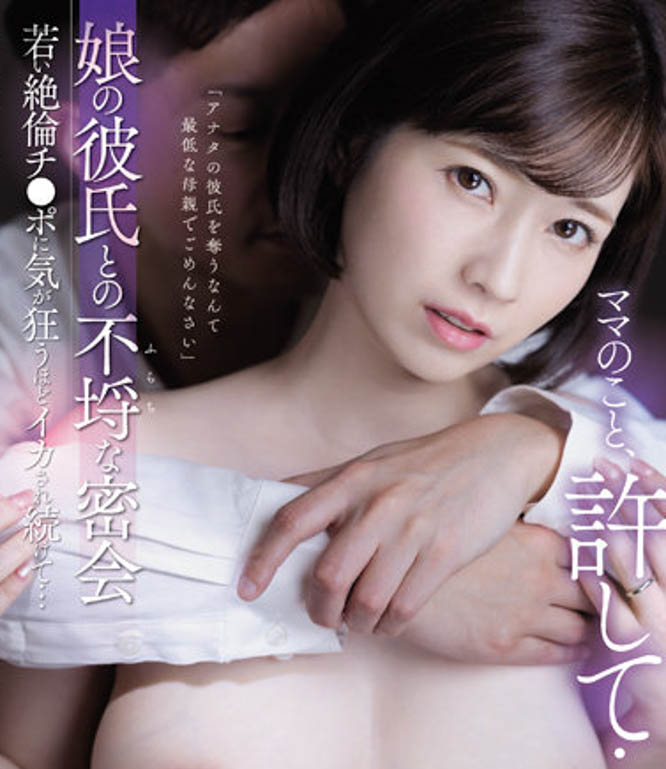 ママのこと、許して・
「アナタの彼氏を奪うなんて
最低な母親でごめんなさい」
娘の彼氏との不埒な密会
ふらち
若い絶倫チ●ポに気が狂うほどイカされ続けて…